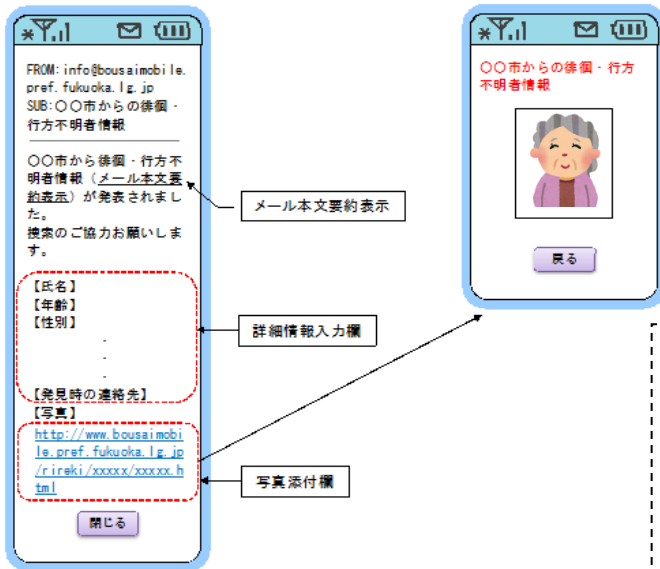 FROM:info@bousaimobile.
pref.fukuoka.lg.jp
SUB:〇〇市からの徘徊・
行方不明者情報
〇〇市から徘徊・行方不
明者情報（メール本文要
約表示）が発表されまし
た。
捜索のご協力お願いしま
す。
【氏名】
【年齢】
【性別】
-
-
-
【発見時の連絡先】
【写真】
http://www.bousaimobi
le.pref.fukuoka.lg.jp
/rireki/xxxxx/xxxxx.h
tml
閉じる
メール本文要約表示
詳細情報入力欄
写真添付欄
〇〇市からの徘徊・行方
不明者情報
戻る